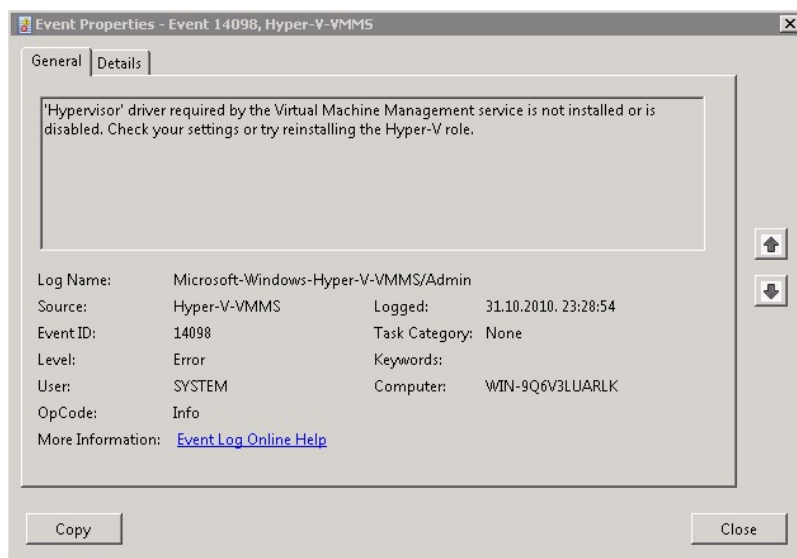 Event Properties - Event 14098, Hyper-V-VMMS
General Details
'Hypervisor' driver required by the Virtual Machine Management service is not installed or is
disabled. Check your settings or try reinstalling the Hyper-V role.
Log Name: Microsoft-Windows-Hyper-V-VMMS/Admin
Source: Hyper-V-VMMS Logged: 31.10.2010. 23:28:54
Event ID: 14098 Task Category: None
Level: Error Keywords:
User: SYSTEM Computer: WIN-9Q6V3LUARLK
OpCode: Info
More Information: Event Log Online Help
Copy Close